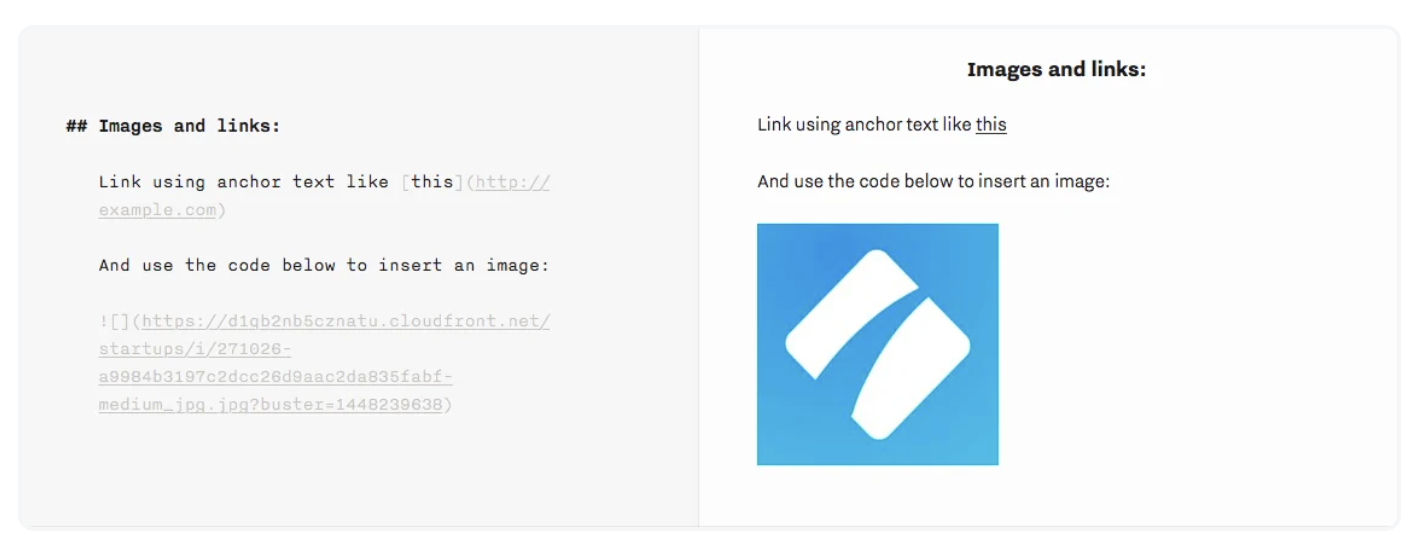 ## Images and links:
Link using anchor text like [this](http://
example.com)
And use the code below to insert an image:
![](https://d1qb2nb5cznatu.cloudfront.net/
startups/i/271026-
a9984b3197c2dcc26d9aac2da835fabf-
medium_jpg.jpg?buster=1448239638)
Images and links:
Link using anchor text like this
And use the code below to insert an image: